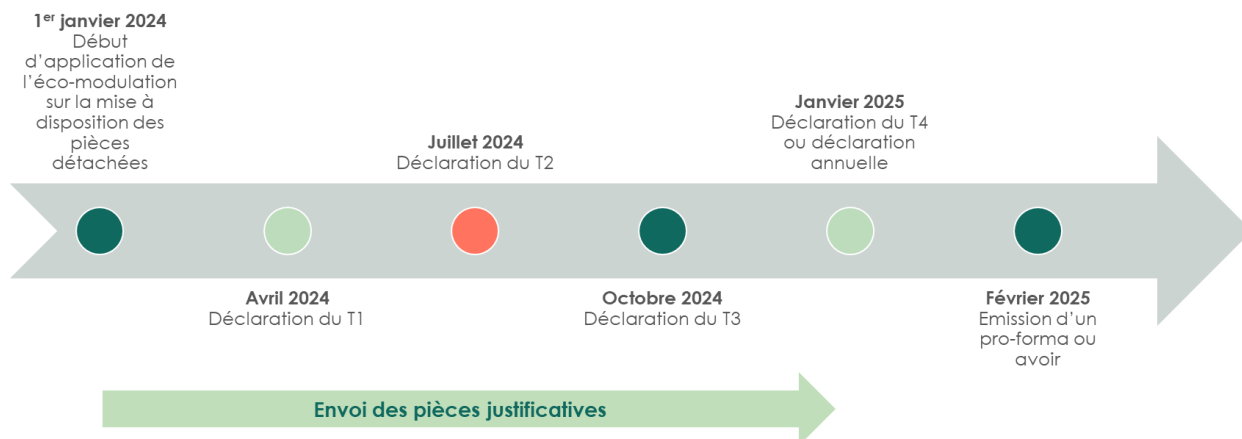 1er janvier 2024
Début
d’application de
l’éco-modulation
sur la mise à
disposition des
pièces
détachées
Avril 2024
Déclaration du T1
Juillet 2024
Déclaration du T2
Octobre 2024
Déclaration du T3
Janvier 2025
Déclaration du T4
ou déclaration
annuelle
Février 2025
Emission d’un
pro-forma ou
avoir
Envoi des pièces justificatives